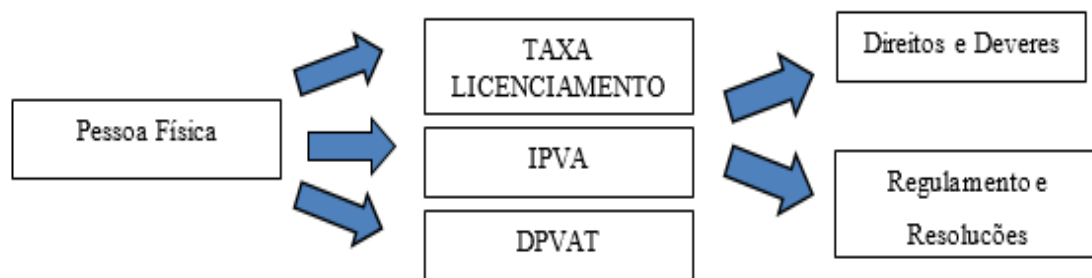 Pessoa Física
TAXA
LICENCIAMENTO
IPVA
DPVAT
Direitos e Deveres
Regulamento e
Resoluções